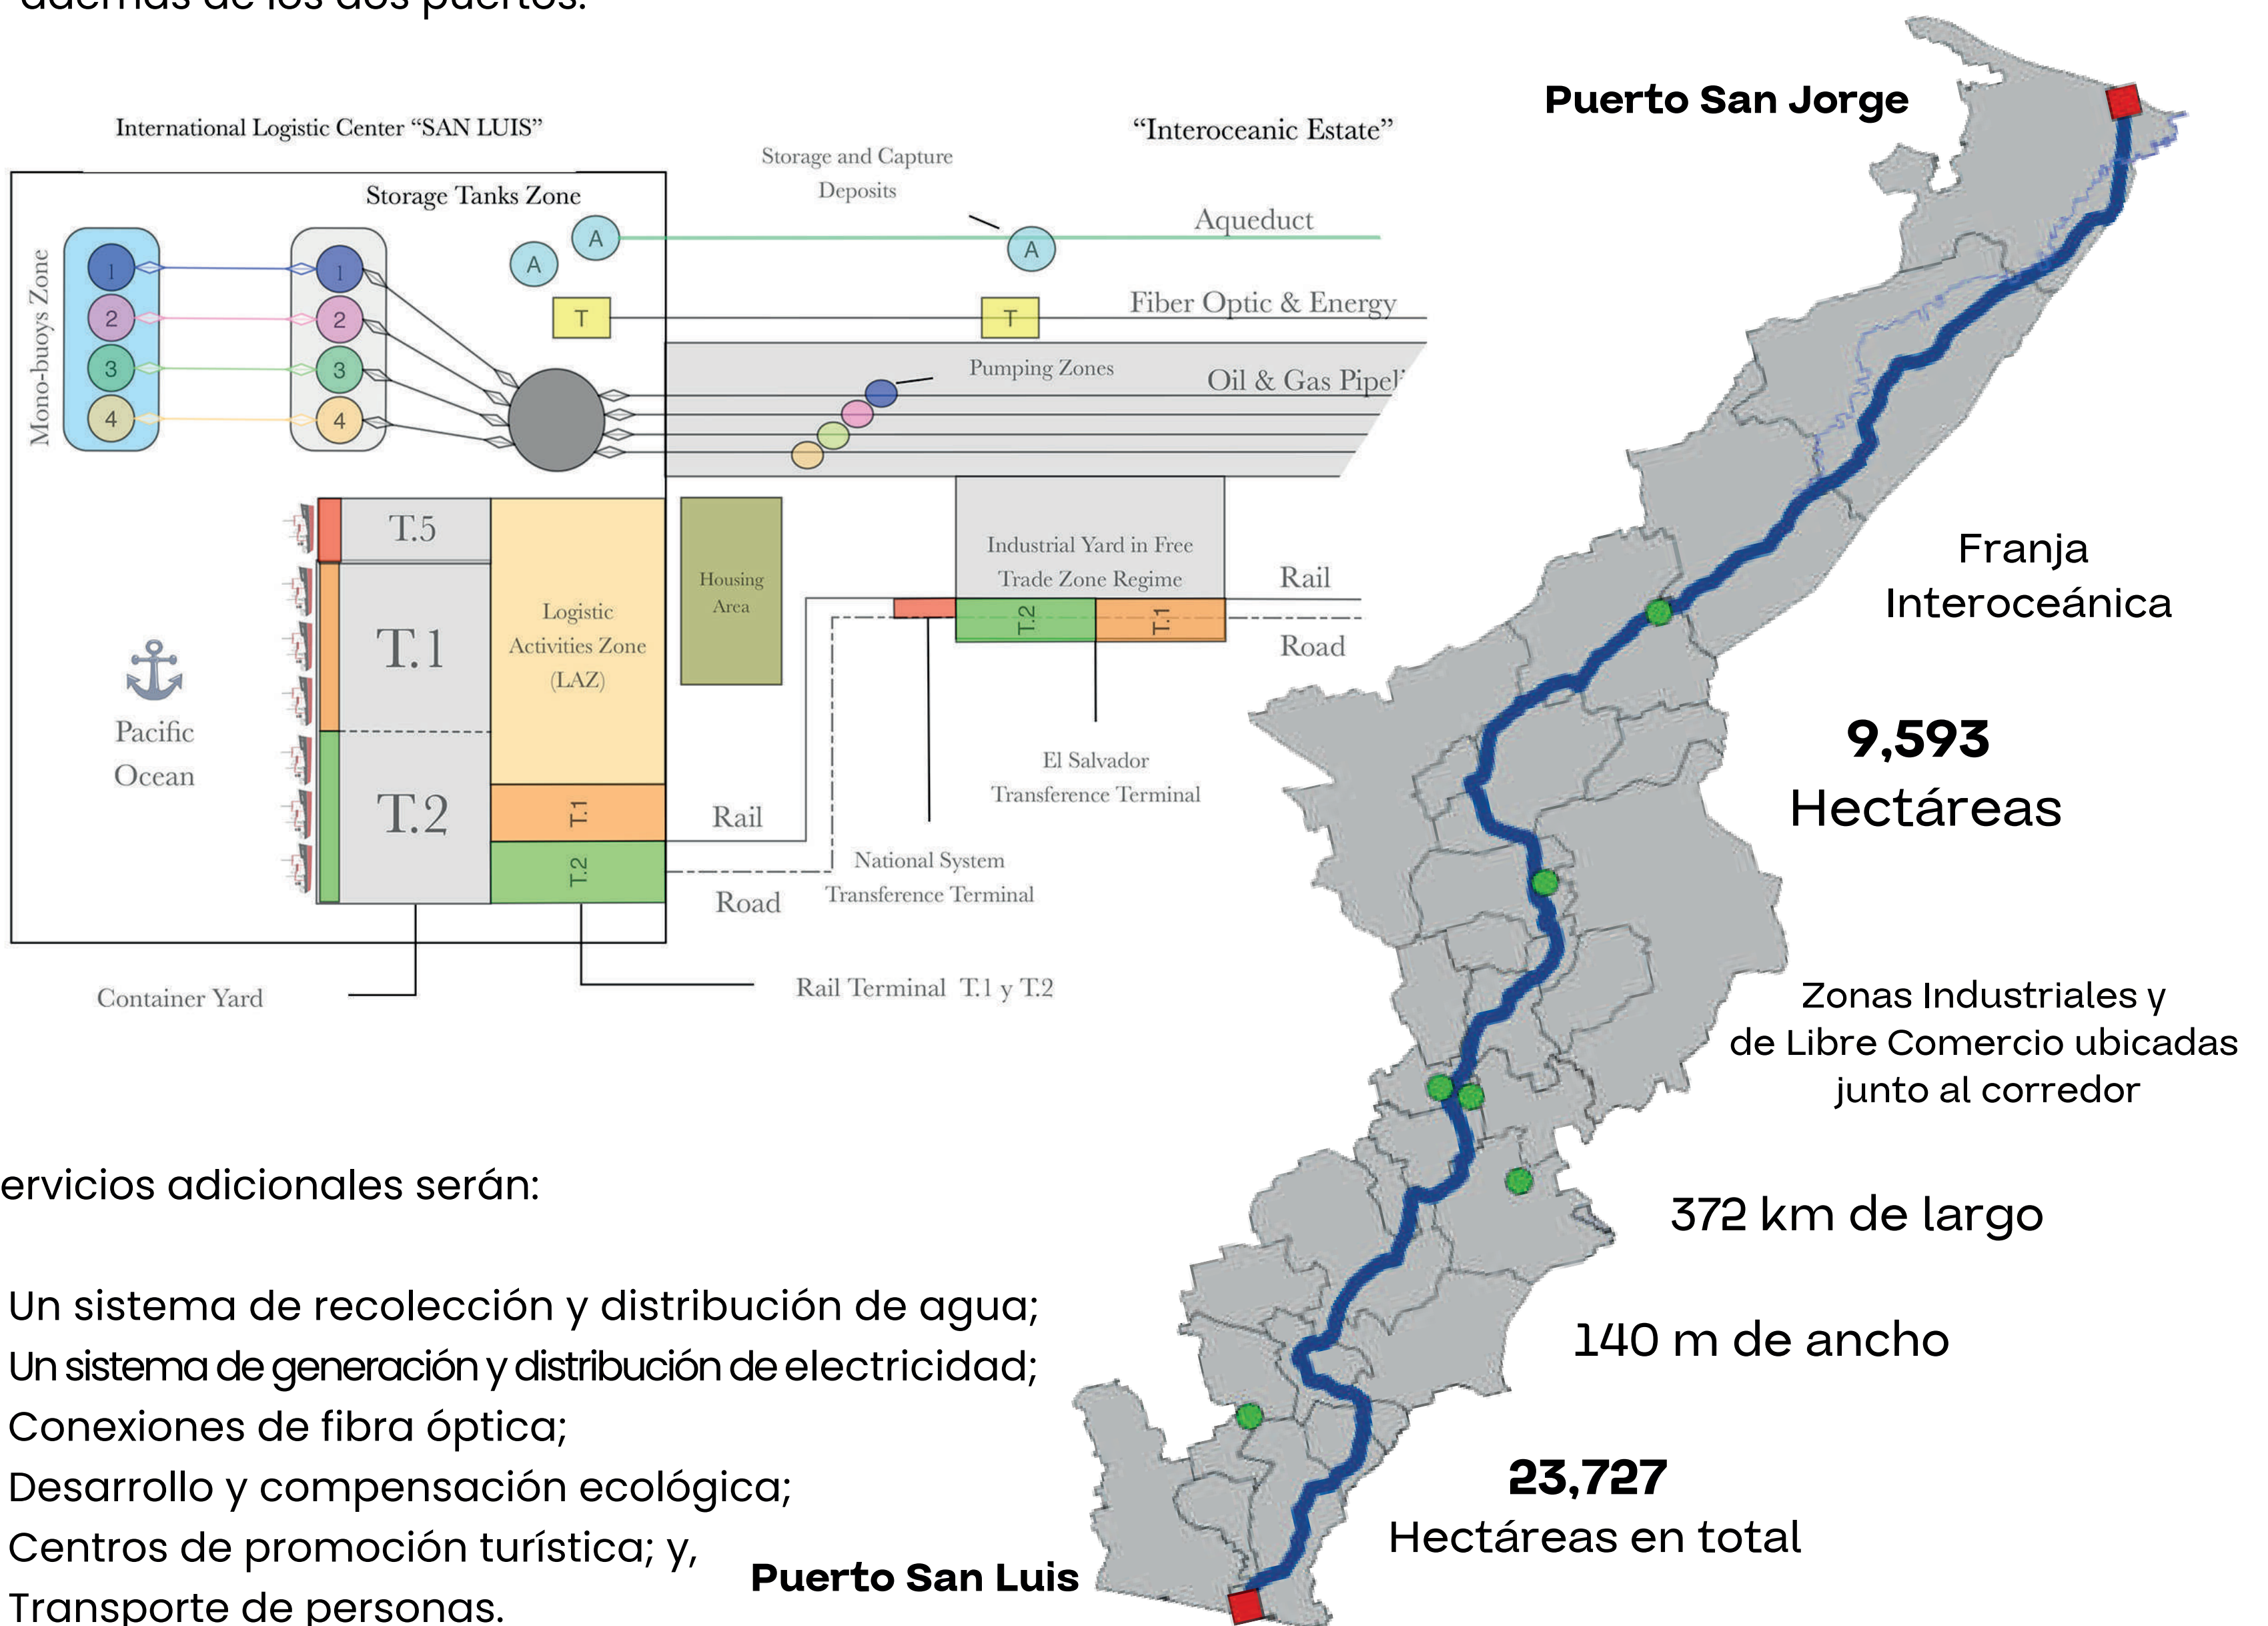 además de los dos puertos.
International Logistic Center “SAN LUIS”
“Interoceanic Estate”
Storage and Capture
Deposits
Storage Tanks Zone
Aqueduct
A
A
A
Mono-buoys Zone
1
2
3
4
1
2
3
4
T
T
Fiber Optic & Energy
Pumping Zones
Oil & Gas Pipeli
T.5
T.1
T.2
Logistic
Activities Zone
(LAZ)
T.1
T.2
Housing
Area
Industrial Yard in Free
Trade Zone Regime
T.2
T.1
Rail
Road
Pacific
Ocean
Rail
Road
El Salvador
Transference Terminal
National System
Transference Terminal
Container Yard
Rail Terminal T.1 y T.2
Puerto San Jorge
Franja
Interoceánica
9,593
Hectáreas
Zonas Industriales y
de Libre Comercio ubicadas
junto al corredor
372 km de largo
140 m de ancho
23,727
Hectáreas en total
Puerto San Luis
ervicios adicionales serán:
Un sistema de recolección y distribución de agua;
Un sistema de generación y distribución de electricidad;
Conexiones de fibra óptica;
Desarrollo y compensación ecológica;
Centros de promoción turística; y,
Transporte de personas.